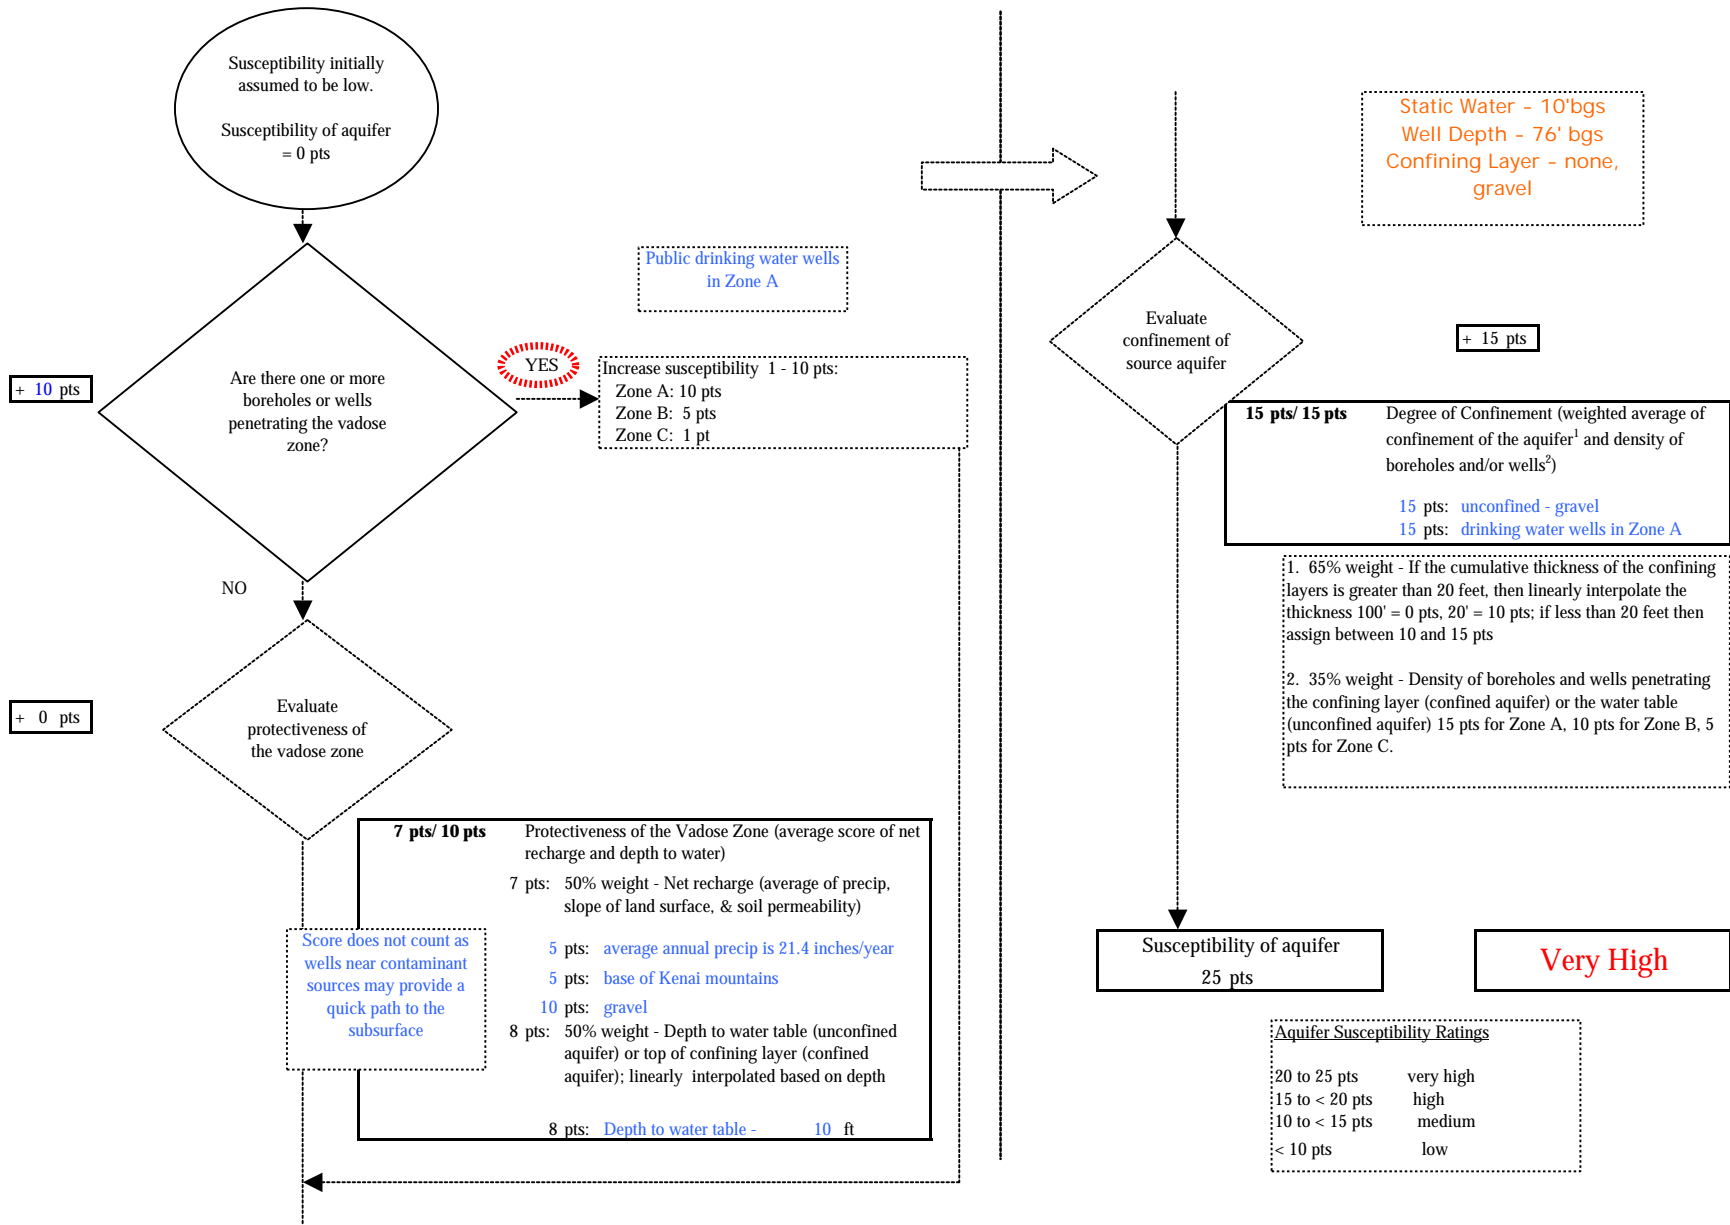 Susceptibility initially
assumed to be low.
Susceptibility of aquifer
= 0 pts
Public drinking water wells
in Zone A
+ 10 pts
Are there one or more
boreholes or wells
penetrating the vadose
zone?
YES
Increase susceptibility 1 - 10 pts:
Zone A: 10 pts
Zone B: 5 pts
Zone C: 1 pt
NO
+ 0 pts
Evaluate
protectiveness of
the vadose zone
7 pts/ 10 pts Protectiveness of the Vadose Zone (average score of net
recharge and depth to water)
7 pts: 50% weight - Net recharge (average of precip,
slope of land surface, & soil permeability)
5 pts: average annual precip is 21.4 inches/year
5 pts: base of Kenai mountains
10 pts: gravel
8 pts: 50% weight - Depth to water table (unconfined
aquifer) or top of confining layer (confined
aquifer); linearly interpolated based on depth
8 pts: Depth to water table - 10 ft
Score does not count as
wells near contaminant
sources may provide a
quick path to the
subsurface
Static Water - 10'bgs
Well Depth - 76' bgs
Confining Layer - none,
gravel
Evaluate
confinement of
source aquifer
+ 15 pts
15 pts/ 15 pts Degree of Confinement (weighted average of
confinement of the aquifer¹ and density of
boreholes and/or wells²)
15 pts: unconfined - gravel
15 pts: drinking water wells in Zone A
1. 65% weight - If the cumulative thickness of the confining
layers is greater than 20 feet, then linearly interpolate the
thickness 100' = 0 pts, 20' = 10 pts; if less than 20 feet then
assign between 10 and 15 pts
2. 35% weight - Density of boreholes and wells penetrating
the confining layer (confined aquifer) or the water table
(unconfined aquifer) 15 pts for Zone A, 10 pts for Zone B, 5
pts for Zone C.
Susceptibility of aquifer
25 pts
Very High
Aquifer Susceptibility Ratings
20 to 25 pts very high
15 to < 20 pts high
10 to < 15 pts medium
< 10 pts low